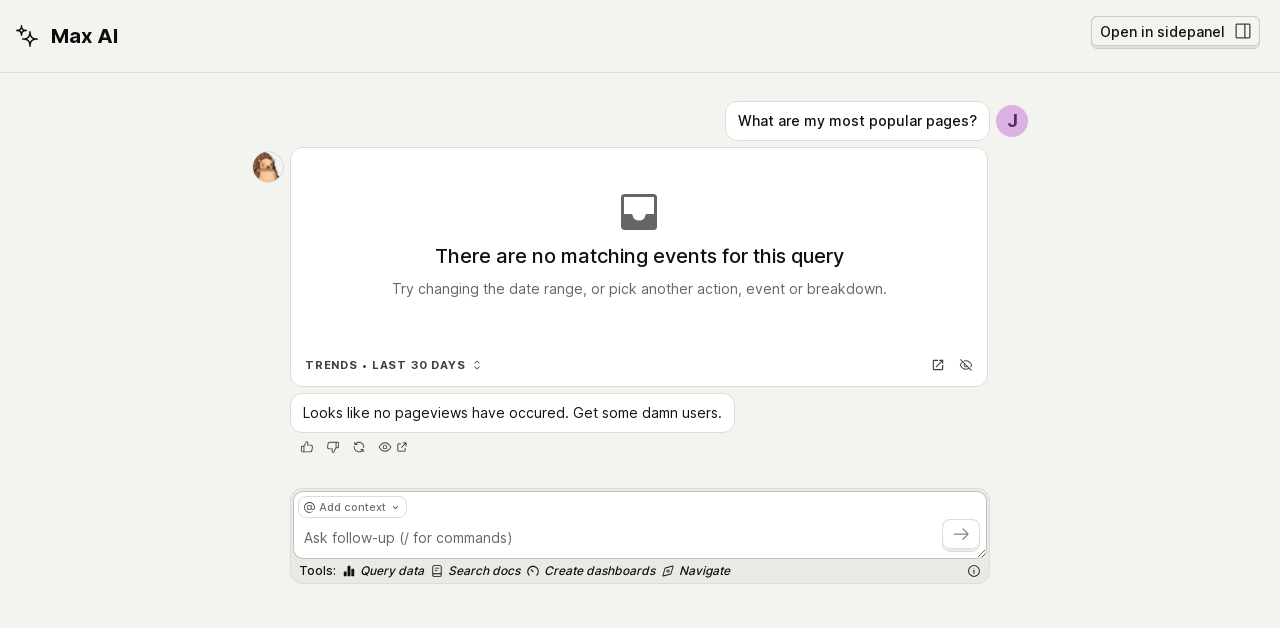 Max AI
Open in sidepanel
What are my most popular pages?
J
There are no matching events for this query
Try changing the date range, or pick another action, event or breakdown.
TRENDS • LAST 30 DAYS
Looks like no pageviews have occured. Get some damn users.
@ Add context
Ask follow-up (/ for commands)
Tools: Query data Search docs Create dashboards Navigate